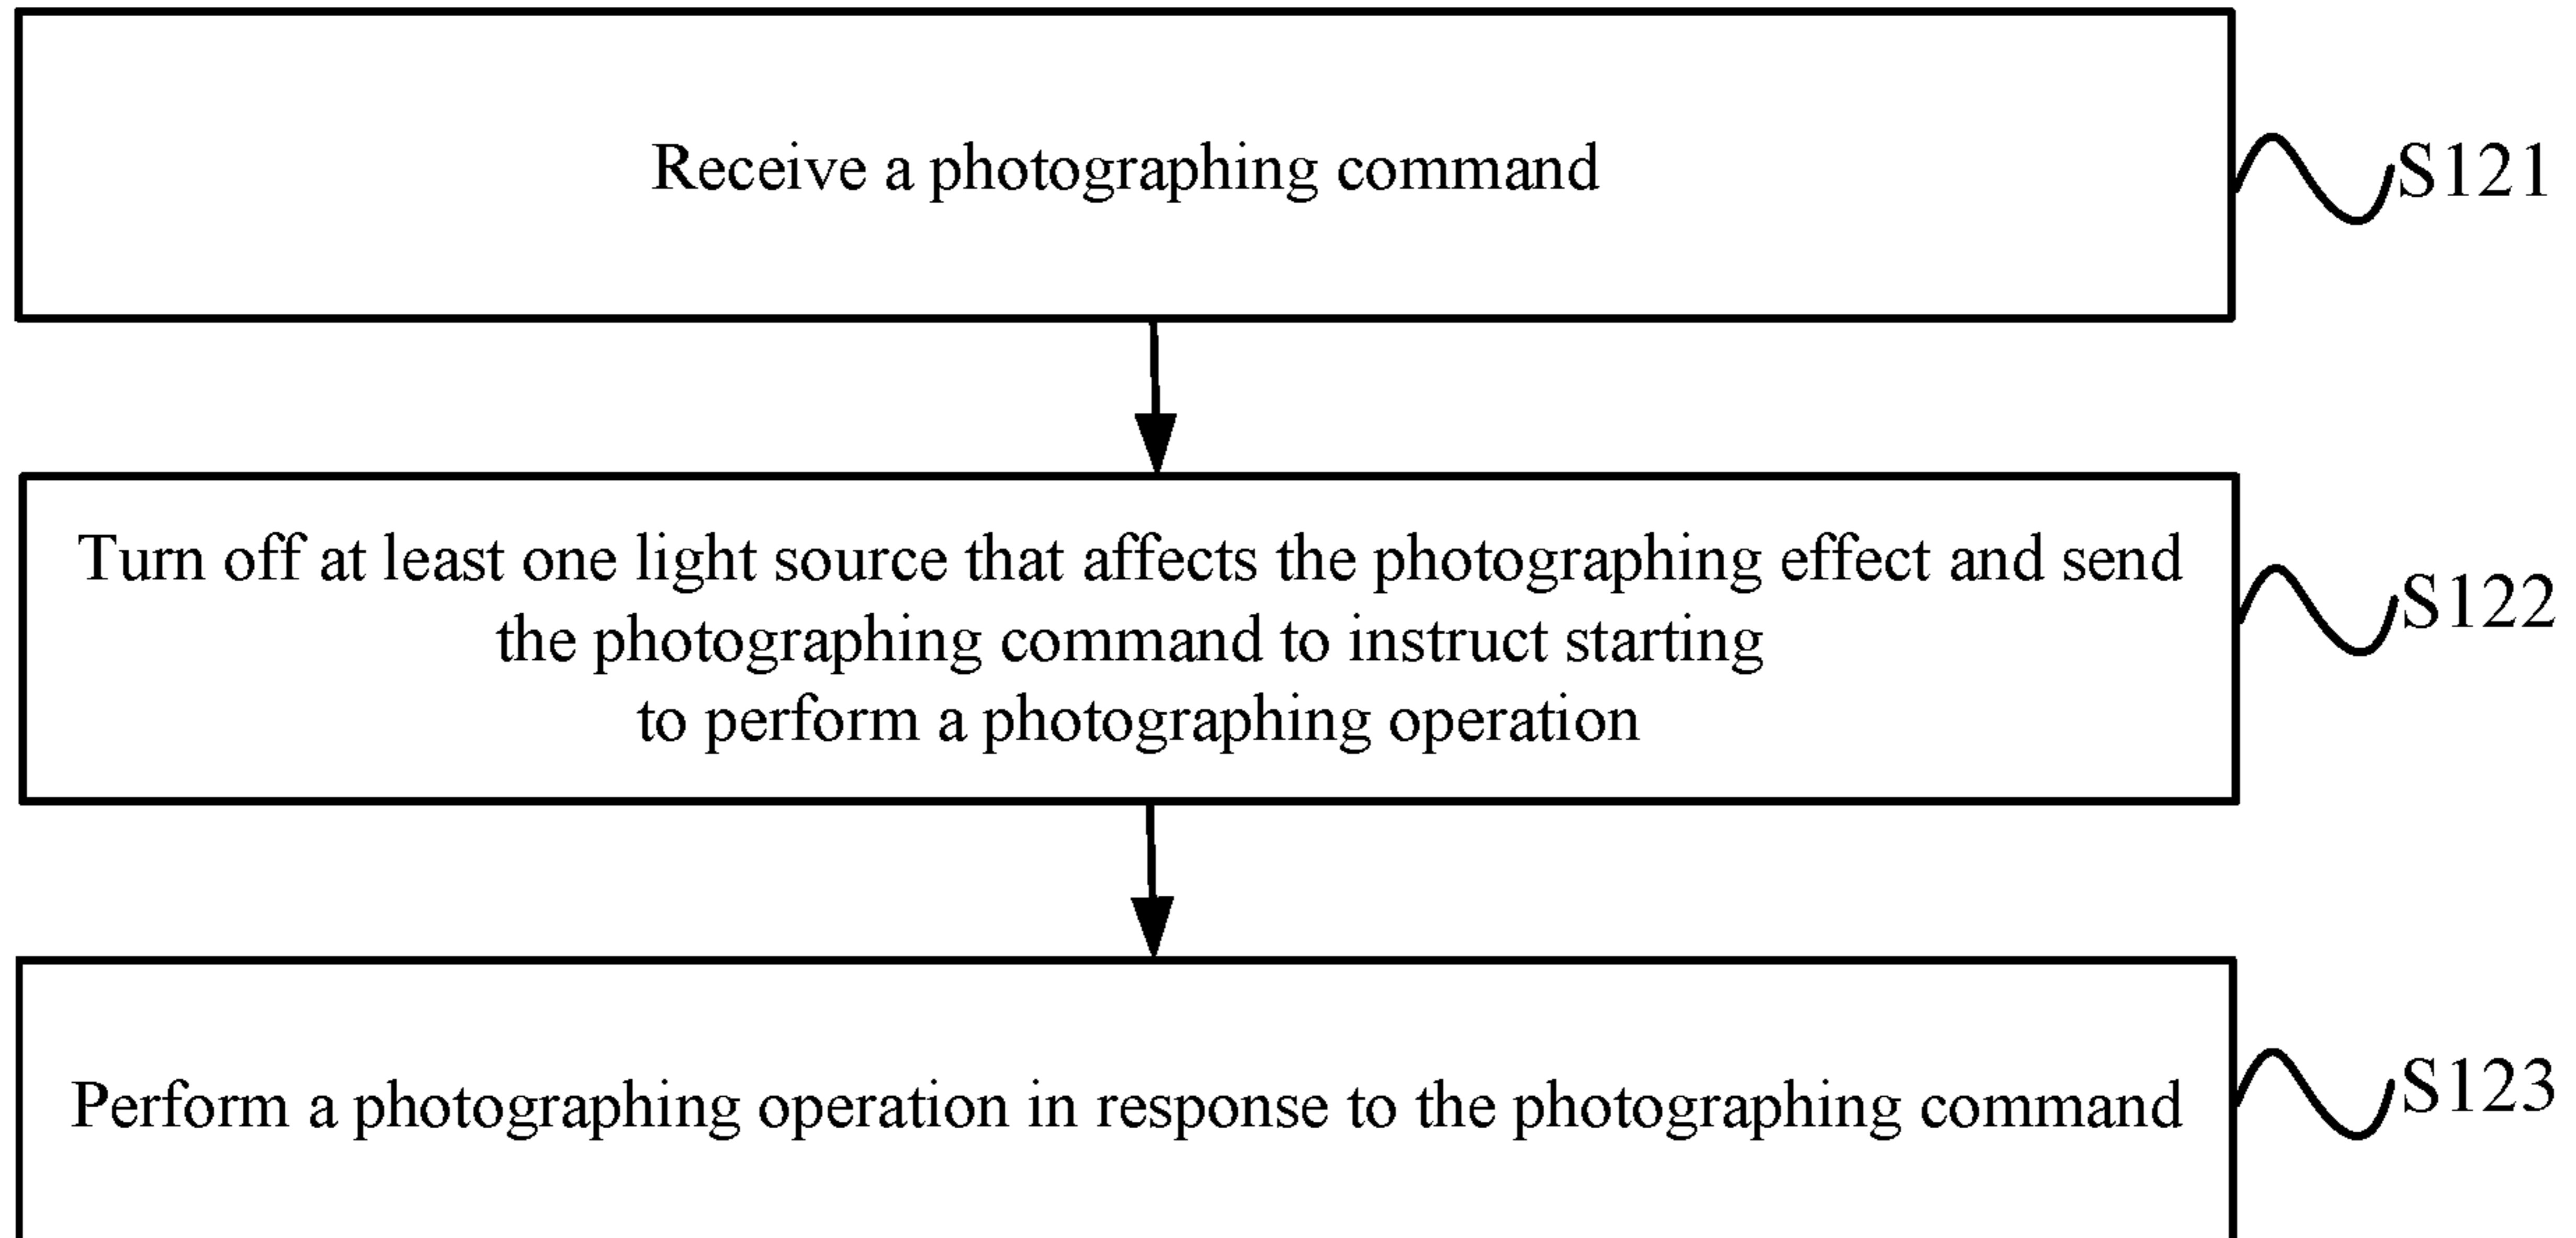 Receive a photographing command
S121
Turn off at least one light source that affects the photographing effect and send
the photographing command to instruct starting
to perform a photographing operation
S122
Perform a photographing operation in response to the photographing command
S123